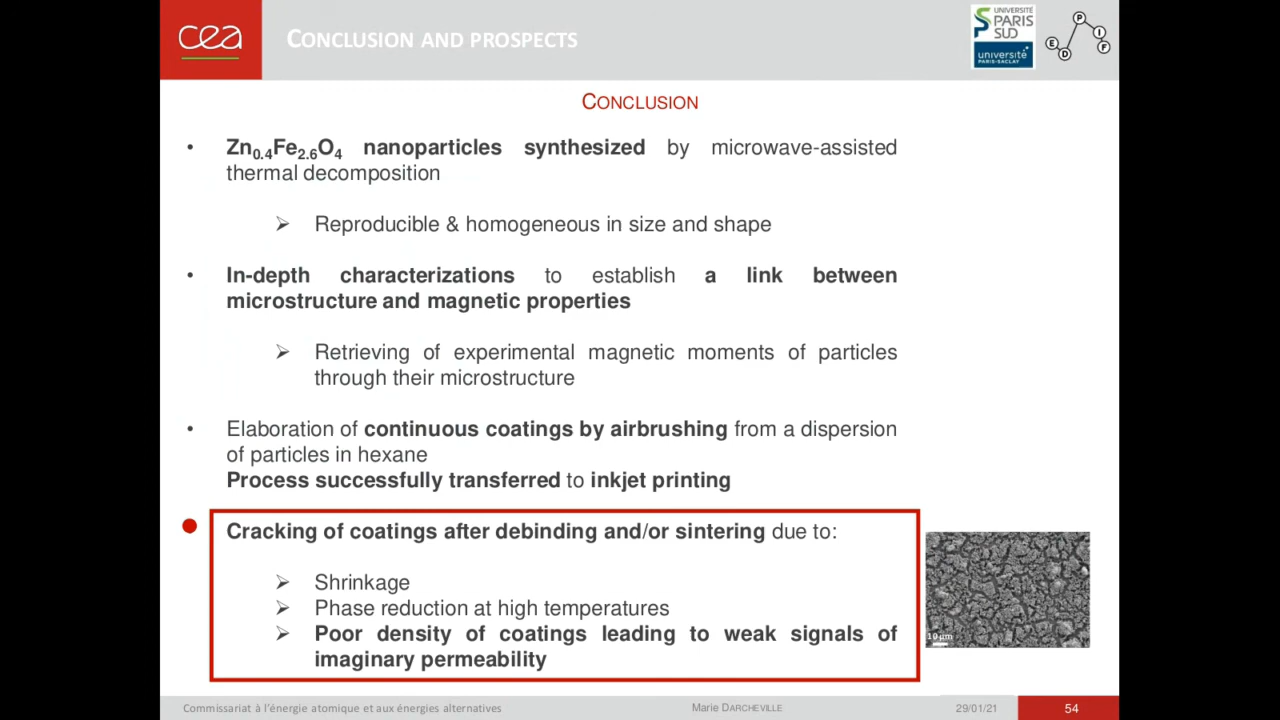 cea
CONCLUSION AND PROSPECTS
UNIVERSITÉ
PARIS
SUD
université
PARIS-SACLAY
E
D
P
I
F
CONCLUSION
• Zn0.4Fe2.6O4 nanoparticles synthesized by microwave-assisted
thermal decomposition
➢ Reproducible & homogeneous in size and shape
• In-depth characterizations to establish a link between
microstructure and magnetic properties
➢ Retrieving of experimental magnetic moments of particles
through their microstructure
• Elaboration of continuous coatings by airbrushing from a dispersion
of particles in hexane
Process successfully transferred to inkjet printing
• Cracking of coatings after debinding and/or sintering due to:
➢ Shrinkage
➢ Phase reduction at high temperatures
➢ Poor density of coatings leading to weak signals of
imaginary permeability
10 µm
Commissariat à l'énergie atomique et aux énergies alternatives
Marie DARCHEVILLE
29/01/21
54